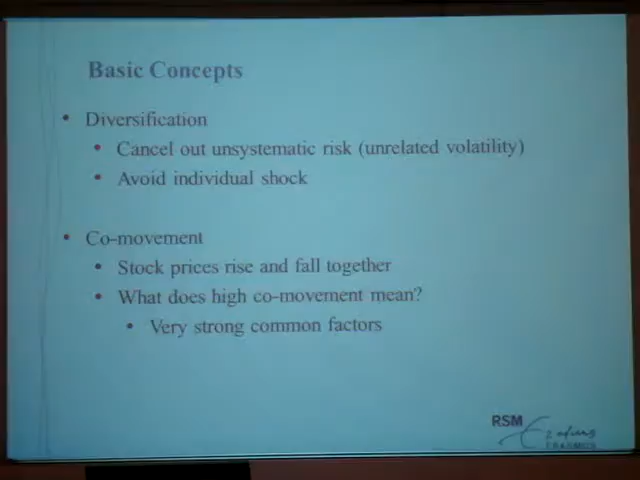 Basic Concepts
• Diversification
• Cancel out unsystematic risk (unrelated volatility)
• Avoid individual shock
• Co-movement
• Stock prices rise and fall together
• What does high co-movement mean?
• Very strong common factors
RSM
Erasmus
ERASMUS